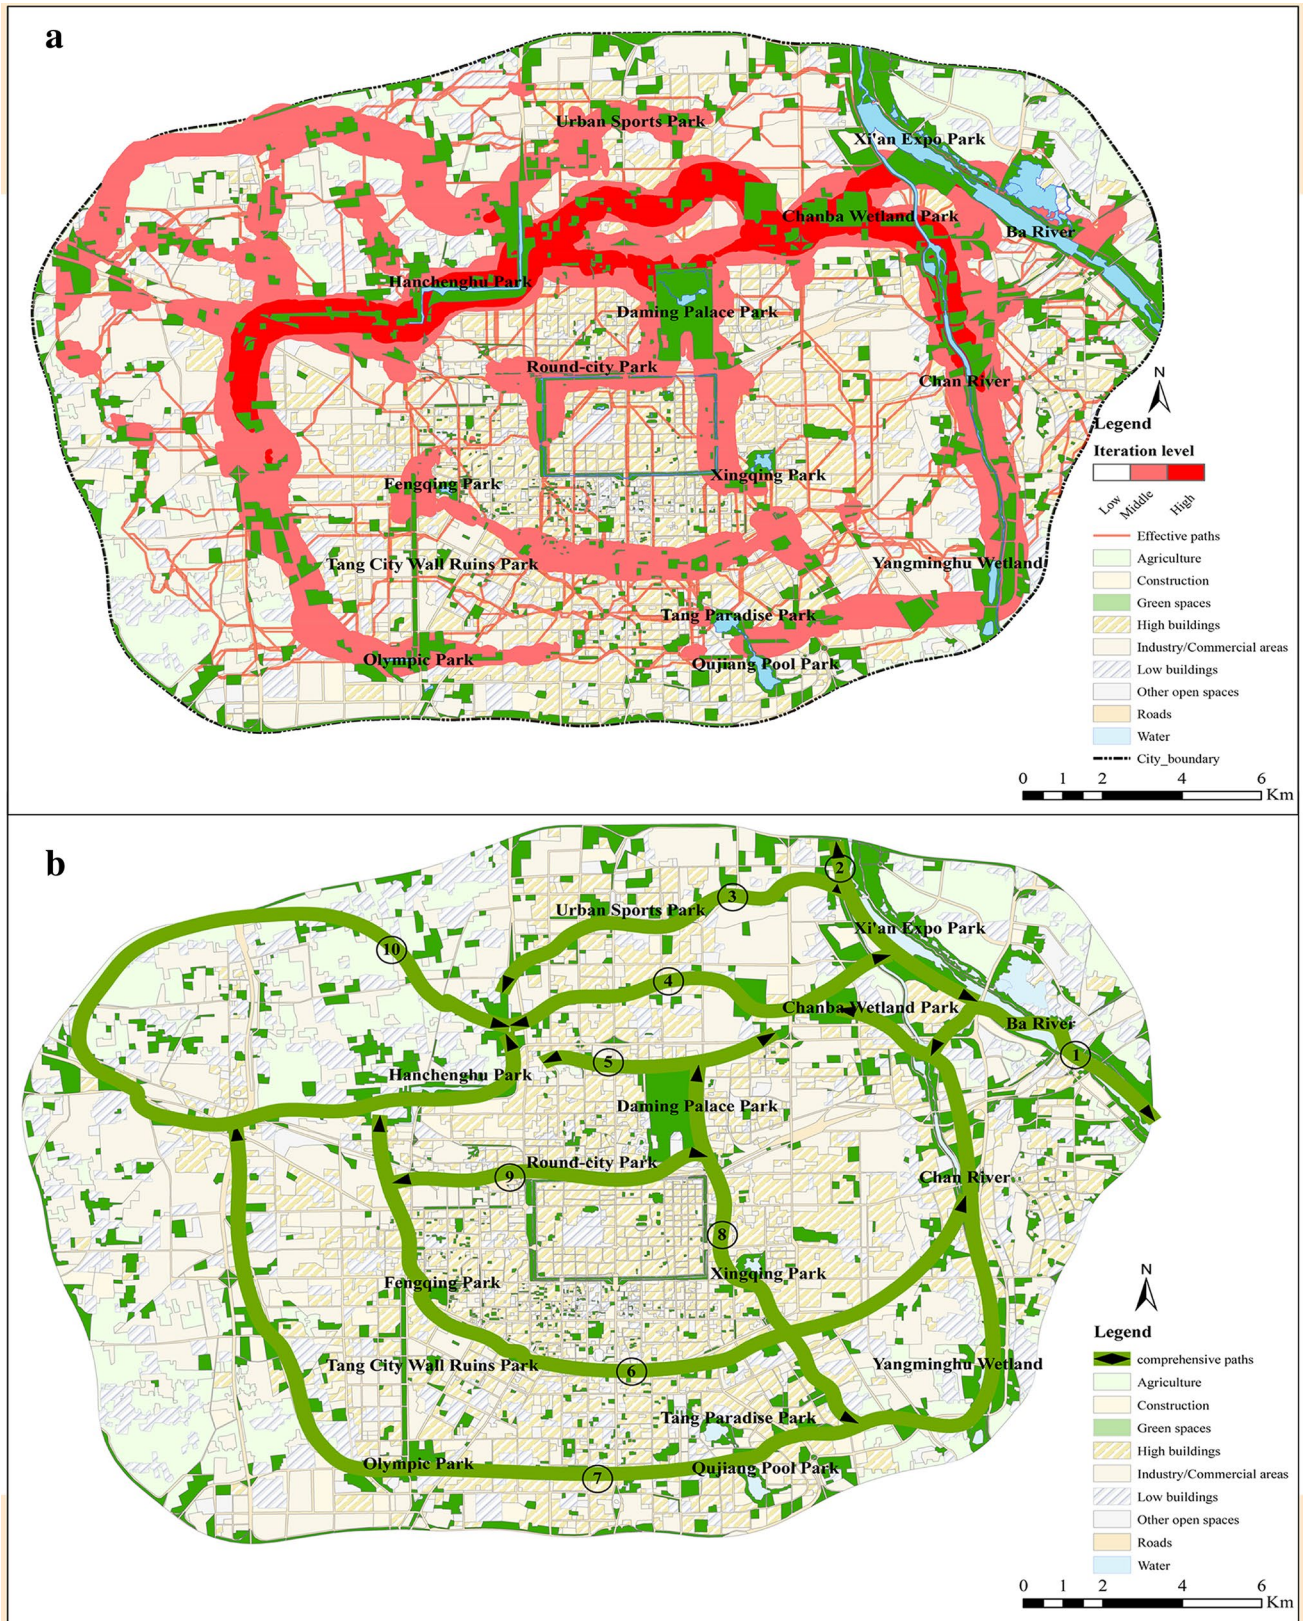 a
Urban Sports Park
Xi'an Expo Park
Chanba Wetland Park
Ba River
Hanchenghu Park
Daming Palace Park
Round-city Park
Chan River
Xingqing Park
Fengqing Park
Tang City Wall Ruins Park
Yangminghu Wetland
Tang Paradise Park
Olympic Park
Qujiang Pool Park
N
Legend
Iteration level
Low Middle High
Effective paths
Agriculture
Construction
Green spaces
High buildings
Industry/Commercial areas
Low buildings
Other open spaces
Roads
Water
City_boundary
0 1 2 4 6
Km
b
2
3
Urban Sports Park
Xi'an Expo Park
10
4
Chanba Wetland Park
Ba River
1
5
Hanchenghu Park
Daming Palace Park
Round-city Park
9
Chan River
8
Xingqing Park
Fengqing Park
Tang City Wall Ruins Park
6
Yangminghu Wetland
Tang Paradise Park
Olympic Park
7
Qujiang Pool Park
N
Legend
comprehensive paths
Agriculture
Construction
Green spaces
High buildings
Industry/Commercial areas
Low buildings
Other open spaces
Roads
Water
0 1 2 4 6
Km